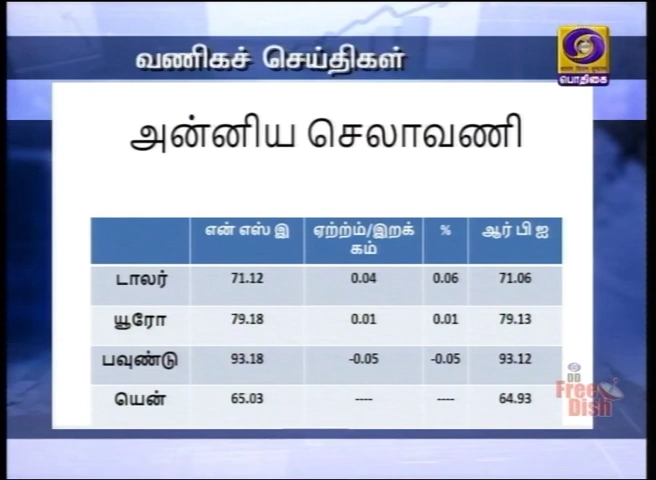 வணிகச் செய்திகள்
பொதிகை
அன்னிய செலாவணி
என் எஸ் இ ஏற்ற்ம்/இறக் % ஆர் பி ஐ
கம்
டாலர் 71.12 0.04 0.06 71.06
யூரோ 79.18 0.01 0.01 79.13
பவுண்டு 93.18 -0.05 -0.05 93.12
யென் 65.03 ---- ---- 64.93
DD
Free
Dish